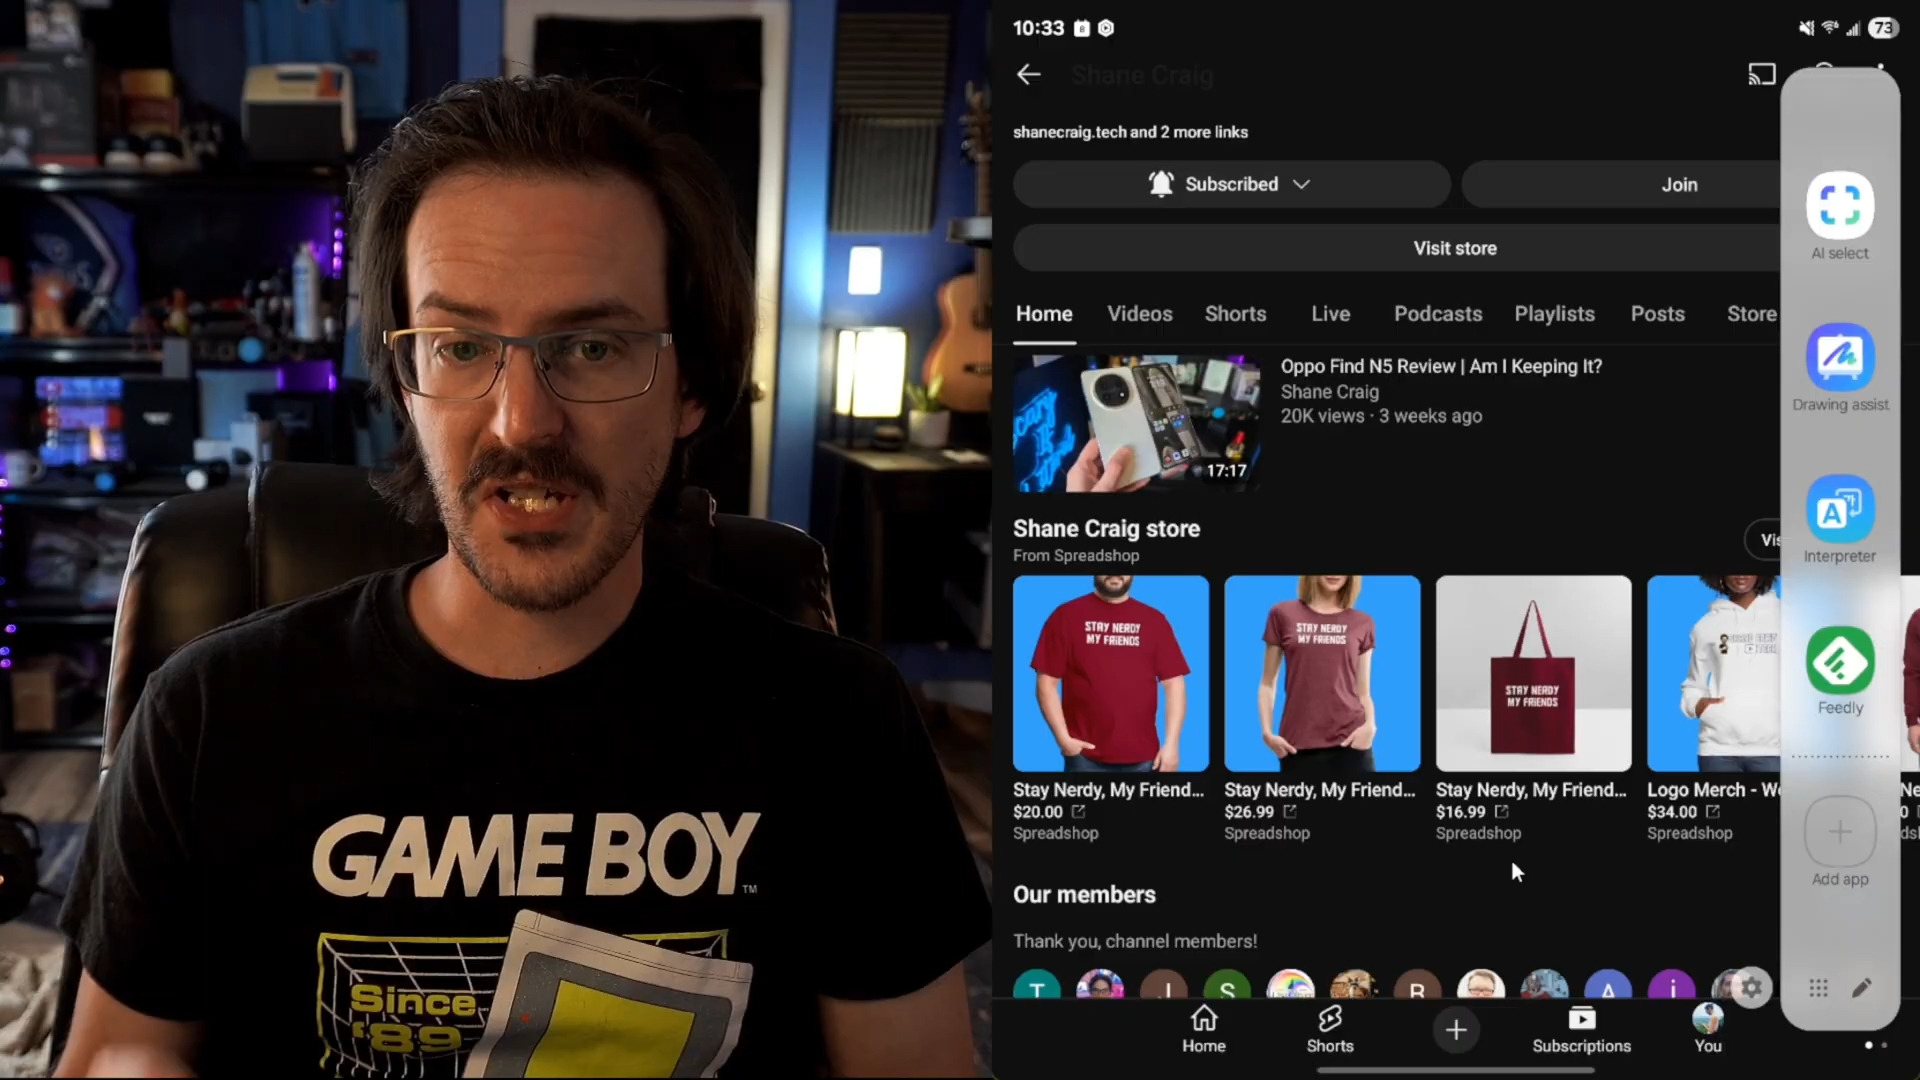 GAME BOY
TM
Since
'89
10:33
73
Shane Craig
shanecraig.tech and 2 more links
Subscribed
Join
Visit store
Home
Videos
Shorts
Live
Podcasts
Playlists
Posts
Store
17:17
Oppo Find N5 Review | Am I Keeping It?
Shane Craig
20K views · 3 weeks ago
Shane Craig store
From Spreadshop
STAY NERDY
MY FRIENDS
STAY NERDY
MY FRIENDS
STAY NERDY
MY FRIENDS
Stay Nerdy, My Friend...
$20.00
Spreadshop
Stay Nerdy, My Friend...
$26.99
Spreadshop
Stay Nerdy, My Friend...
$16.99
Spreadshop
Logo Merch - W
$34.00
Spreadshop
Our members
Thank you, channel members!
T
J
S
A
i
Home
Shorts
Subscriptions
You
AI select
Drawing assist
A
Interpreter
Feedly
Add app